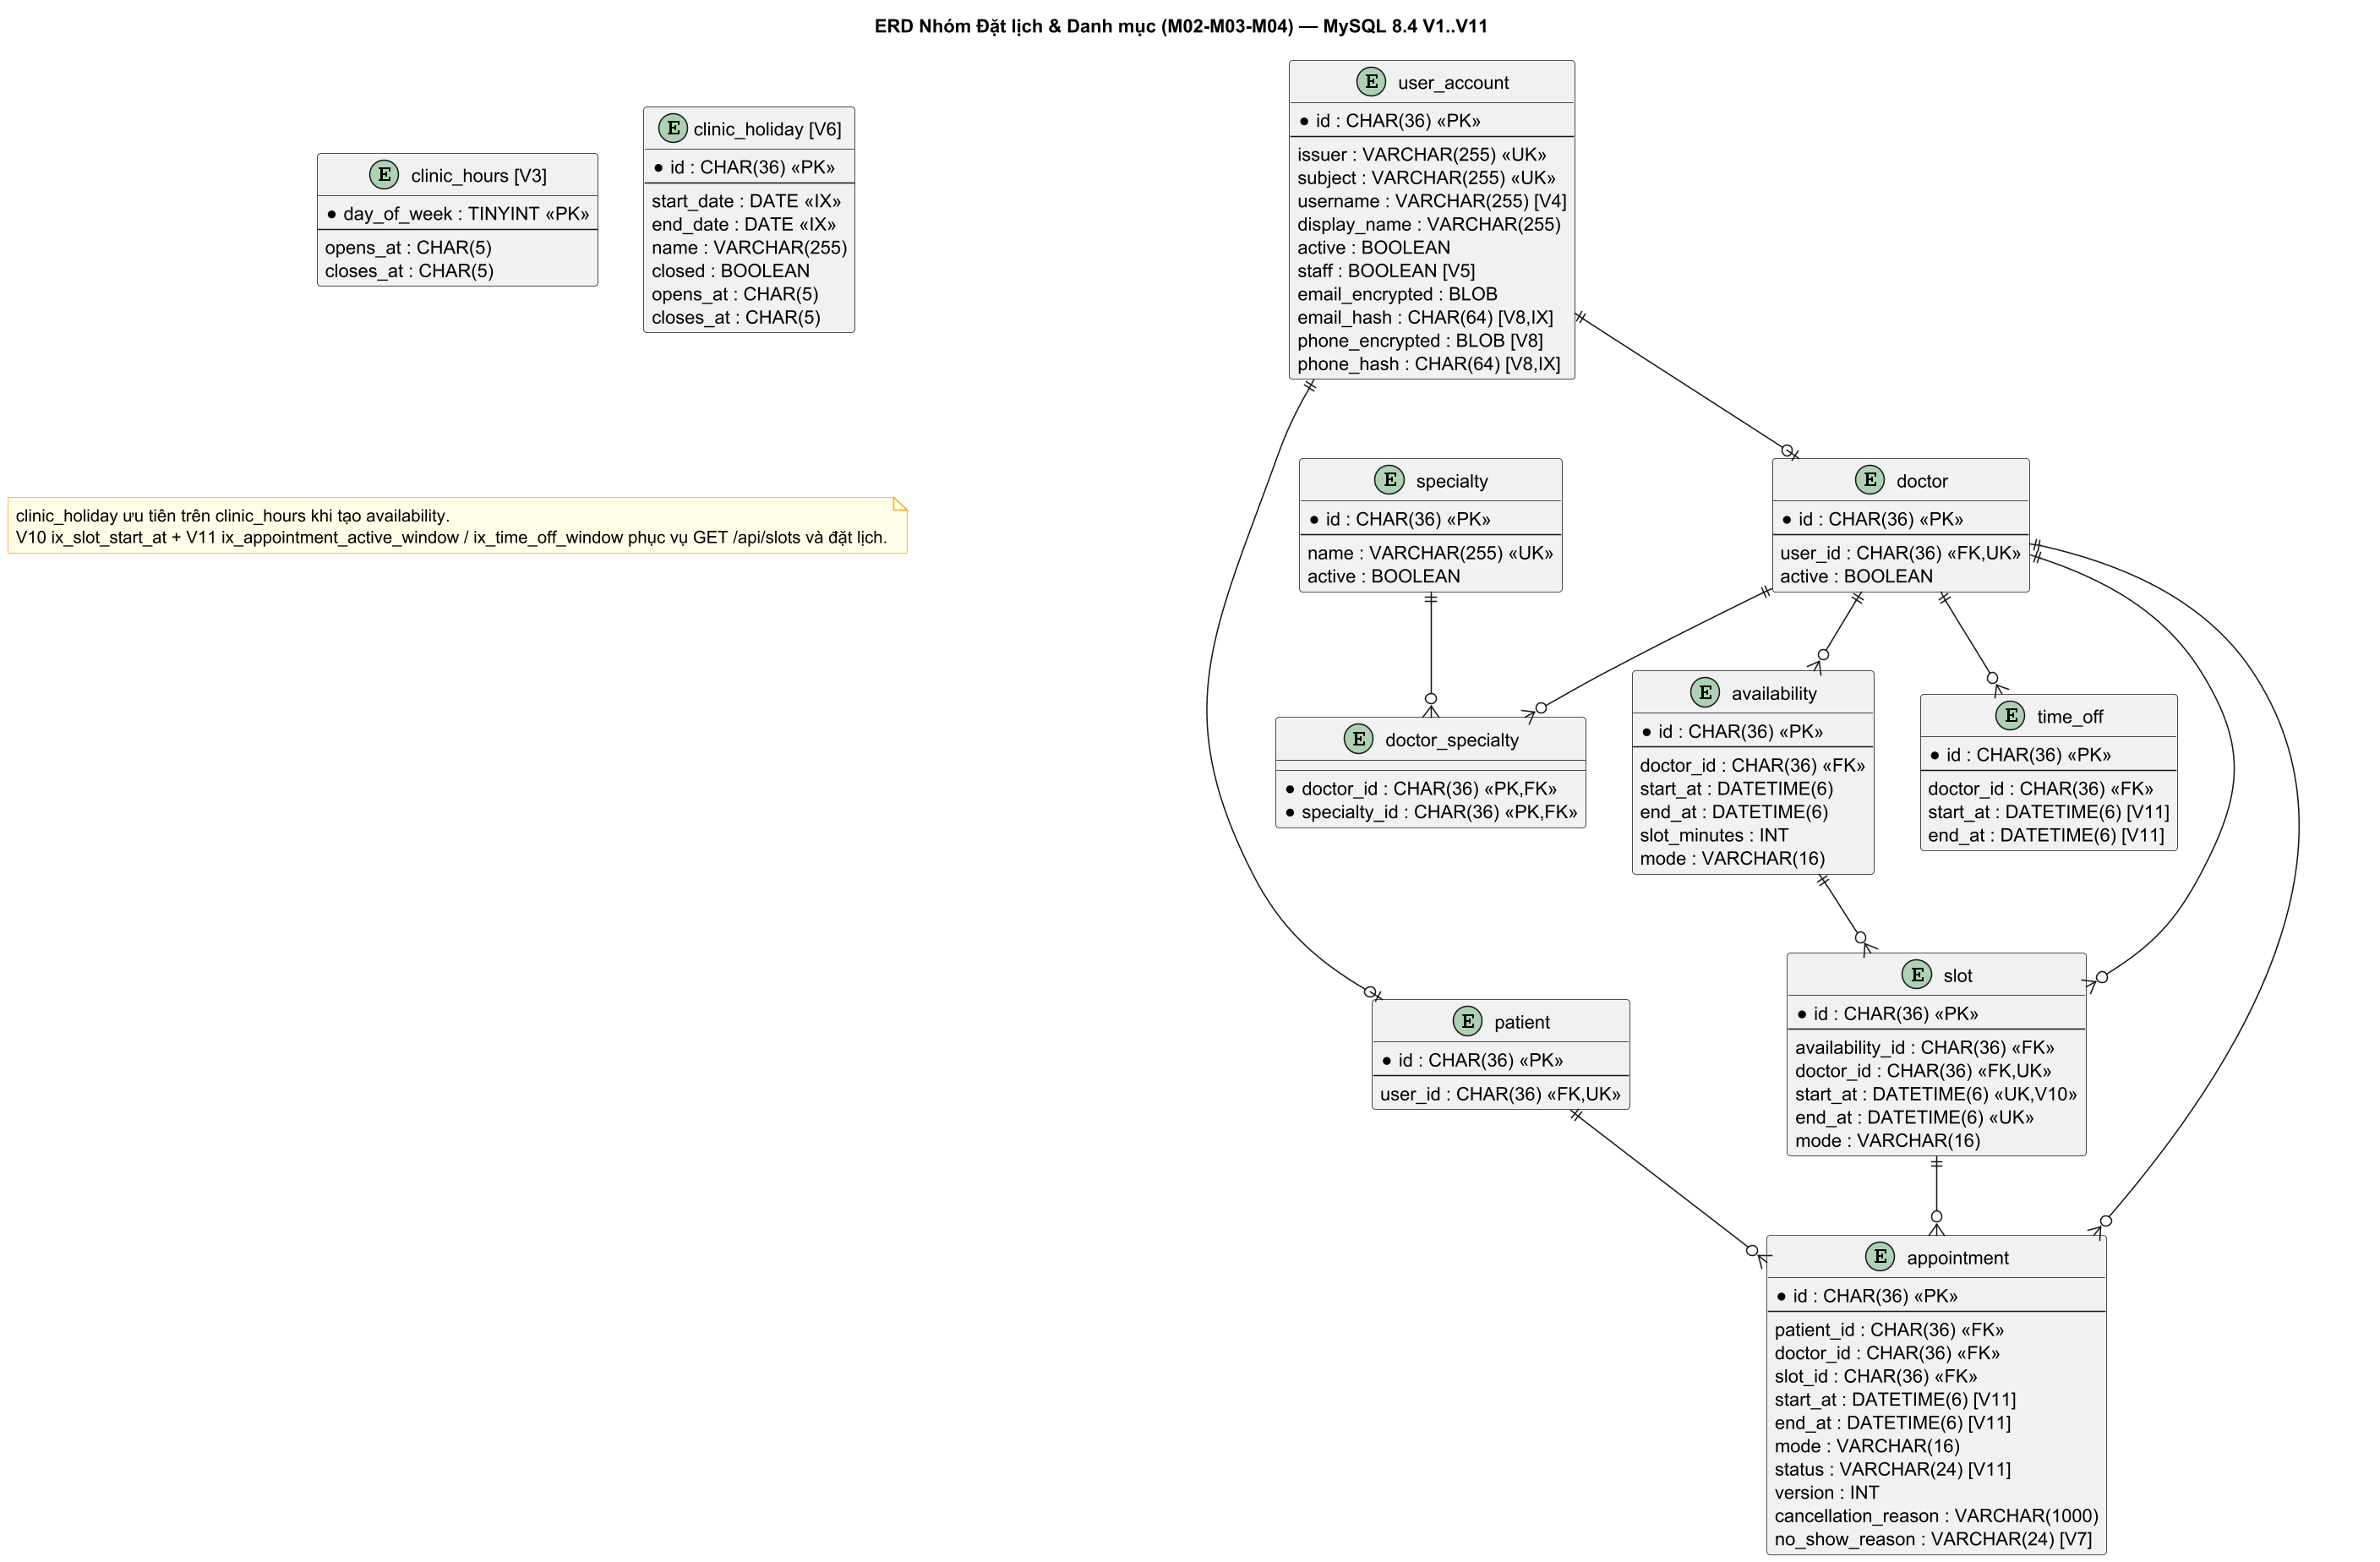 ERD Nhóm Đặt lịch & Danh mục (M02-M03-M04) — MySQL 8.4 V1..V11
E clinic_hours [V3]
day_of_week : TINYINT «PK»
opens_at : CHAR(5)
closes_at : CHAR(5)
E clinic_holiday [V6]
id : CHAR(36) «PK»
start_date : DATE «IX»
end_date : DATE «IX»
name : VARCHAR(255)
closed : BOOLEAN
opens_at : CHAR(5)
closes_at : CHAR(5)
E user_account
id : CHAR(36) «PK»
issuer : VARCHAR(255) «UK»
subject : VARCHAR(255) «UK»
username : VARCHAR(255) [V4]
display_name : VARCHAR(255)
active : BOOLEAN
staff : BOOLEAN [V5]
email_encrypted : BLOB
email_hash : CHAR(64) [V8,IX]
phone_encrypted : BLOB [V8]
phone_hash : CHAR(64) [V8,IX]
clinic_holiday ưu tiên trên clinic_hours khi tạo availability.
V10 ix_slot_start_at + V11 ix_appointment_active_window / ix_time_off_window phục vụ GET /api/slots và đặt lịch.
E specialty
id : CHAR(36) «PK»
name : VARCHAR(255) «UK»
active : BOOLEAN
E doctor
id : CHAR(36) «PK»
user_id : CHAR(36) «FK,UK»
active : BOOLEAN
E doctor_specialty
doctor_id : CHAR(36) «PK,FK»
specialty_id : CHAR(36) «PK,FK»
E availability
id : CHAR(36) «PK»
doctor_id : CHAR(36) «FK»
start_at : DATETIME(6)
end_at : DATETIME(6)
slot_minutes : INT
mode : VARCHAR(16)
E time_off
id : CHAR(36) «PK»
doctor_id : CHAR(36) «FK»
start_at : DATETIME(6) [V11]
end_at : DATETIME(6) [V11]
E patient
id : CHAR(36) «PK»
user_id : CHAR(36) «FK,UK»
E slot
id : CHAR(36) «PK»
availability_id : CHAR(36) «FK»
doctor_id : CHAR(36) «FK,UK»
start_at : DATETIME(6) «UK,V10»
end_at : DATETIME(6) «UK»
mode : VARCHAR(16)
E appointment
id : CHAR(36) «PK»
patient_id : CHAR(36) «FK»
doctor_id : CHAR(36) «FK»
slot_id : CHAR(36) «FK»
start_at : DATETIME(6) [V11]
end_at : DATETIME(6) [V11]
mode : VARCHAR(16)
status : VARCHAR(24) [V11]
version : INT
cancellation_reason : VARCHAR(1000)
no_show_reason : VARCHAR(24) [V7]